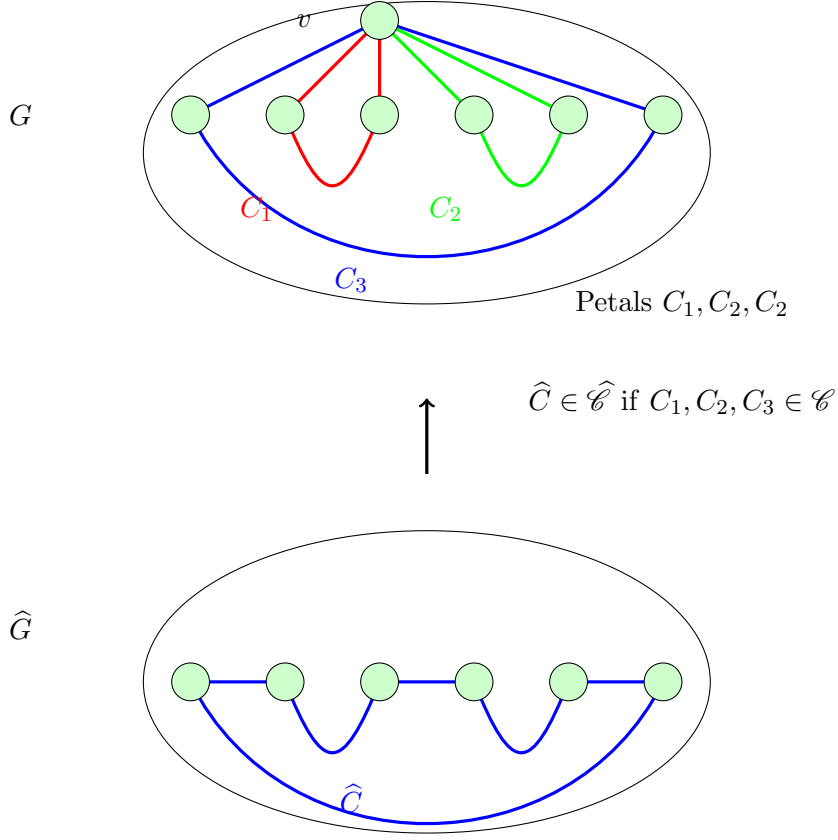 v
G
C₁
C₂
C₃
Petals C₁, C₂, C₂
Ĉ ∈ 𝒞̂ if C₁, C₂, C₃ ∈ 𝒞
Ĝ
Ĉ